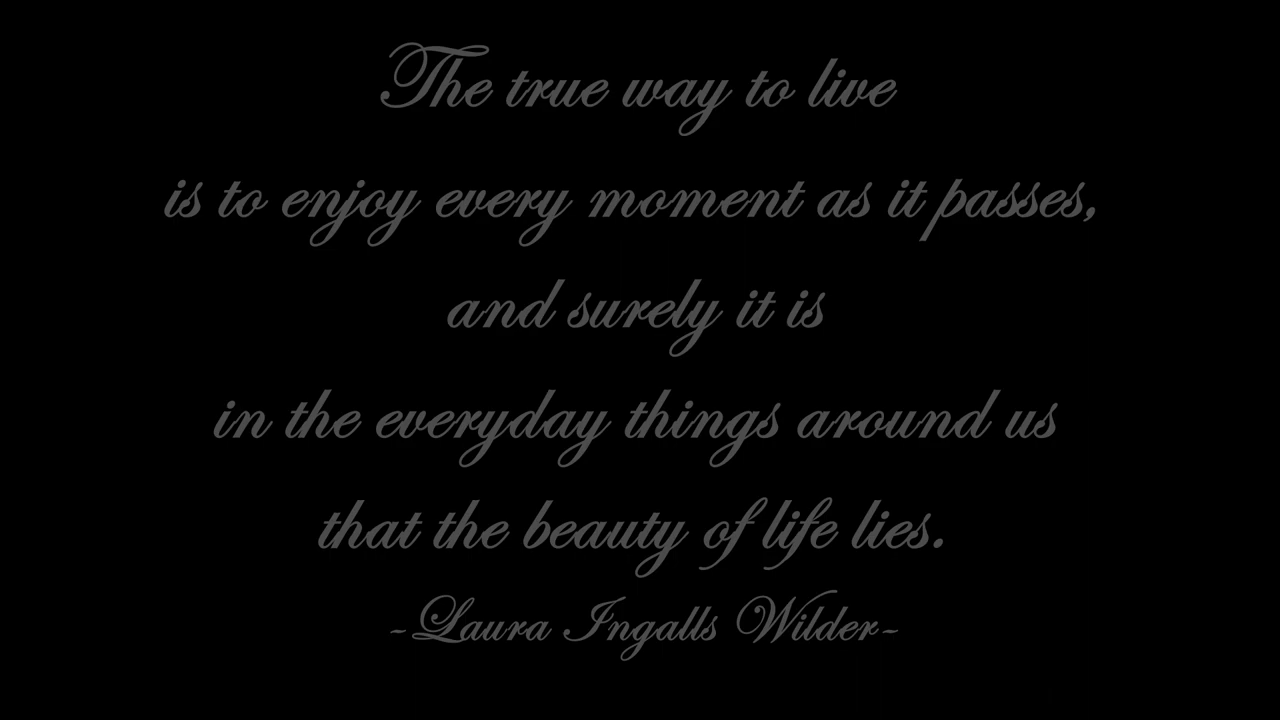 The true way to live
is to enjoy every moment as it passes,
and surely it is
in the everyday things around us
that the beauty of life lies.
-Laura Ingalls Wilder-